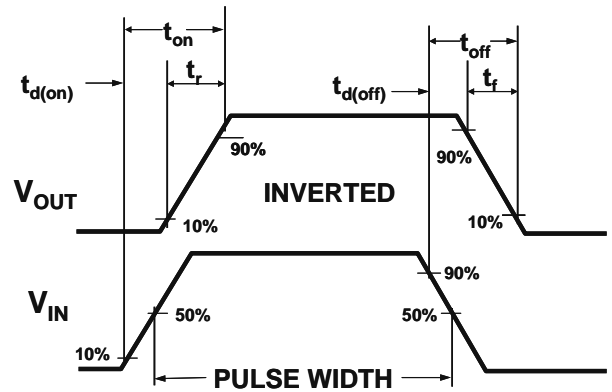 t_on t_off
t_d(on) t_r t_d(off) t_f
90% 90%
V_OUT INVERTED
10% 10%
90%
V_IN 50% 50%
10%
PULSE WIDTH